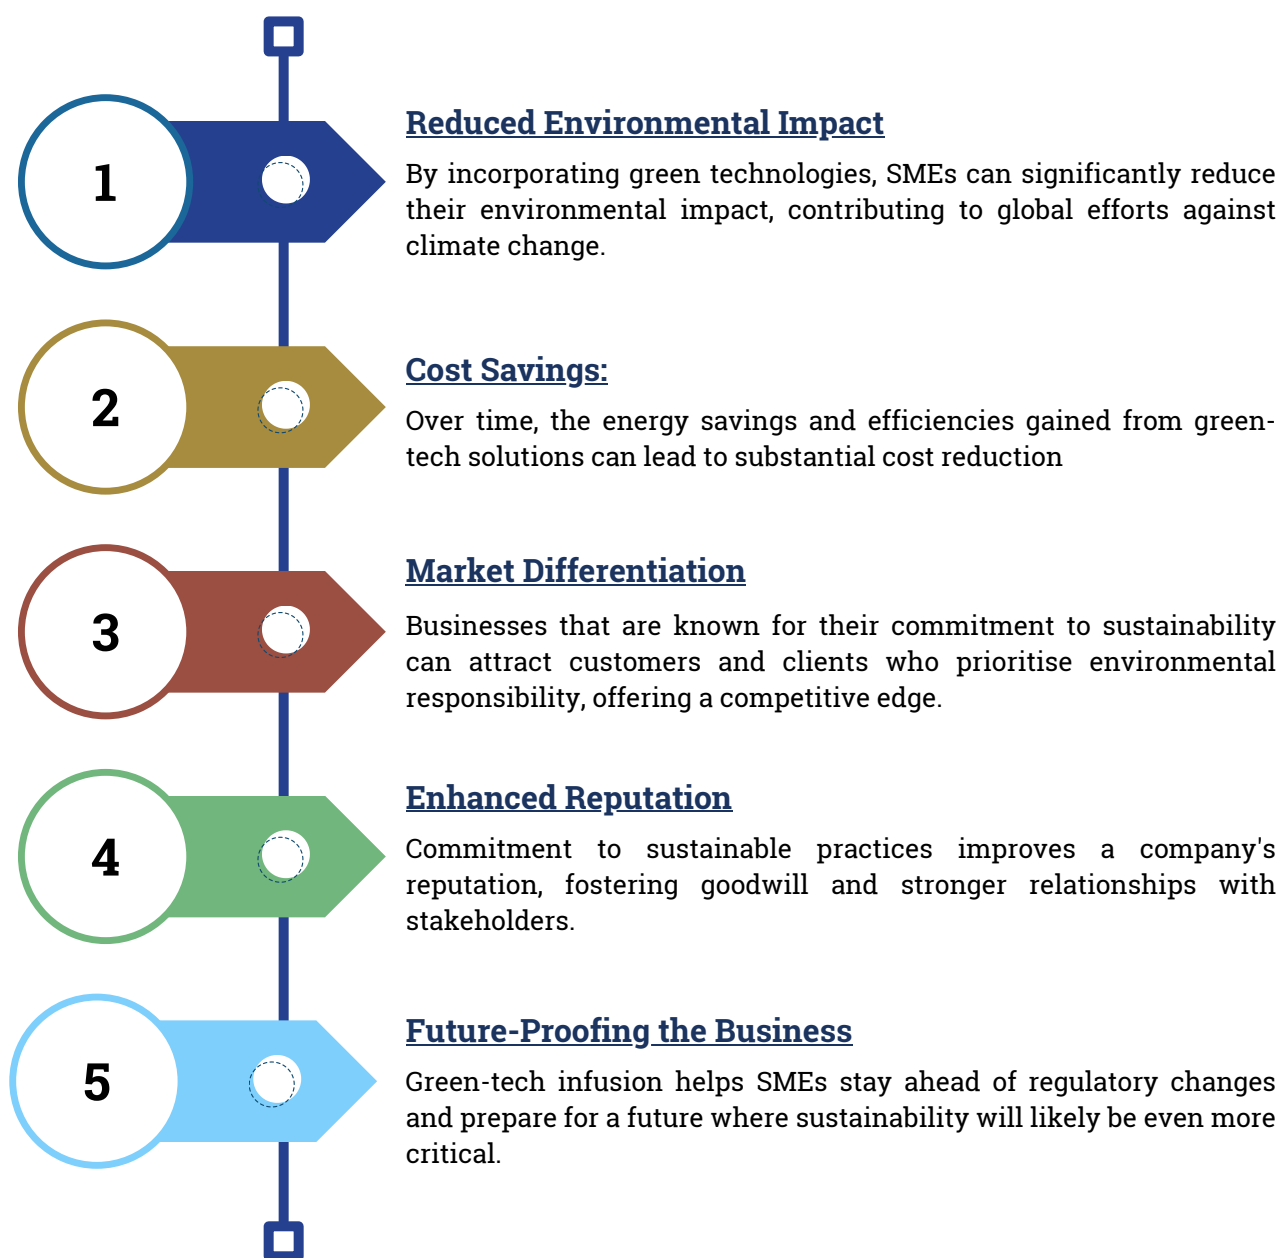 1
Reduced Environmental Impact
By incorporating green technologies, SMEs can significantly reduce
their environmental impact, contributing to global efforts against
climate change.
2
Cost Savings:
Over time, the energy savings and efficiencies gained from green-
tech solutions can lead to substantial cost reduction
3
Market Differentiation
Businesses that are known for their commitment to sustainability
can attract customers and clients who prioritise environmental
responsibility, offering a competitive edge.
4
Enhanced Reputation
Commitment to sustainable practices improves a company's
reputation, fostering goodwill and stronger relationships with
stakeholders.
5
Future-Proofing the Business
Green-tech infusion helps SMEs stay ahead of regulatory changes
and prepare for a future where sustainability will likely be even more
critical.